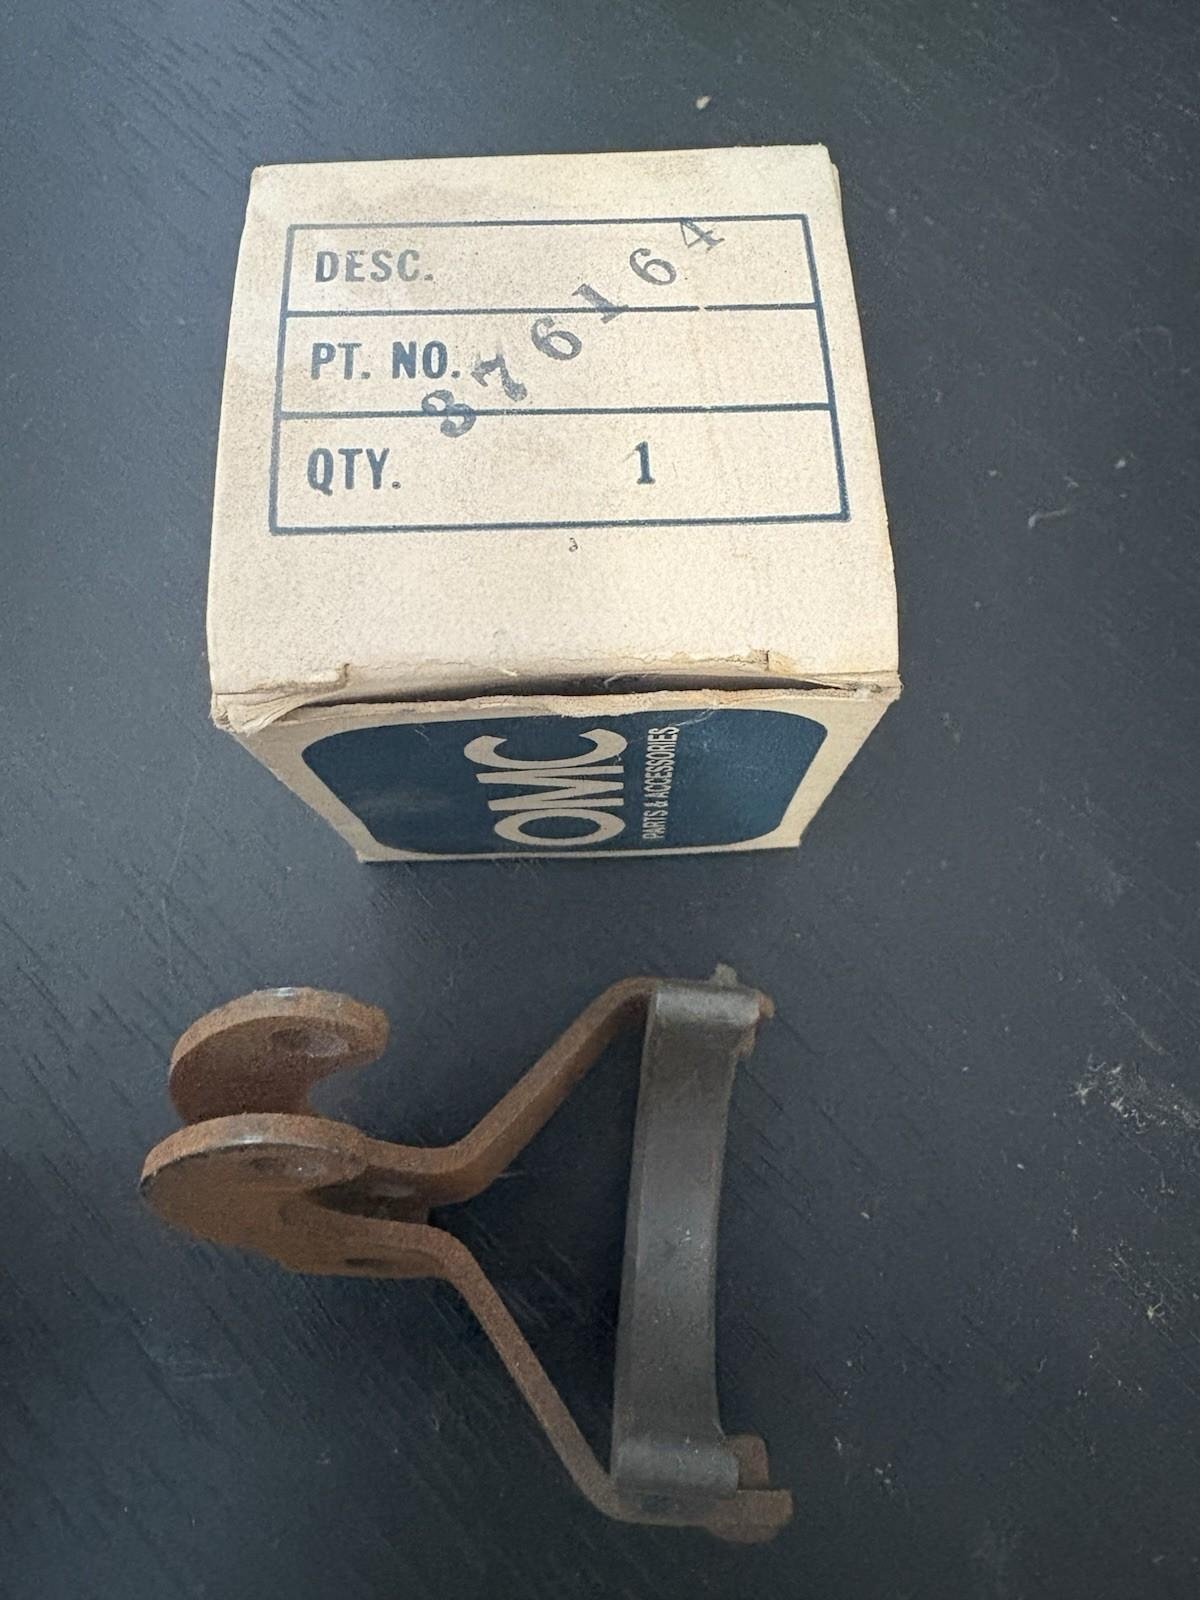 DESC.
PT. NO. 376164
QTY. 1
OMC
PARTS & ACCESSORIES